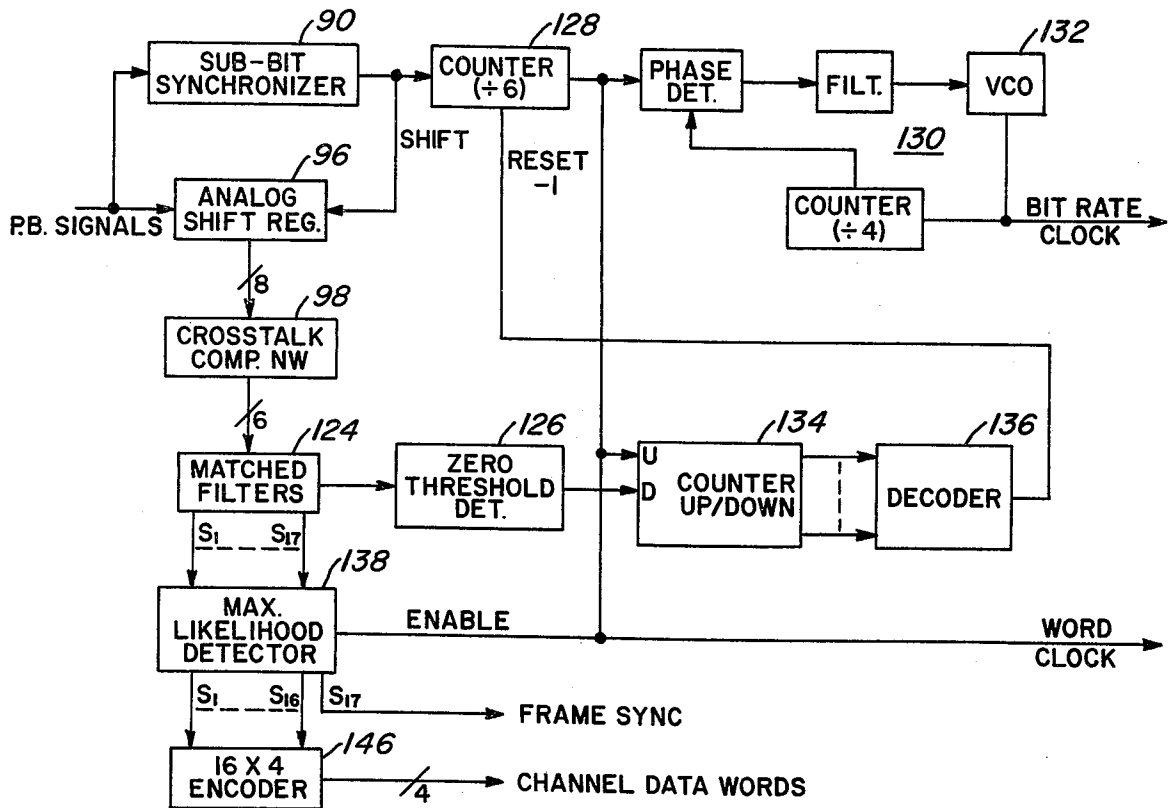 90
SUB-BIT
SYNCHRONIZER
128
COUNTER
(÷6)
PHASE
DET.
FILT.
132
VCO
130
SHIFT
RESET
-1
96
ANALOG
SHIFT REG.
P.B. SIGNALS
COUNTER
(÷4)
BIT RATE
CLOCK
8
98
CROSSTALK
COMP. NW
6
124
MATCHED
FILTERS
126
ZERO
THRESHOLD
DET.
134
U
D
COUNTER
UP/DOWN
136
DECODER
S1 S17
138
MAX.
LIKELIHOOD
DETECTOR
ENABLE
WORD
CLOCK
S1 S16 S17
FRAME SYNC
146
16 X 4
ENCODER
4
CHANNEL DATA WORDS